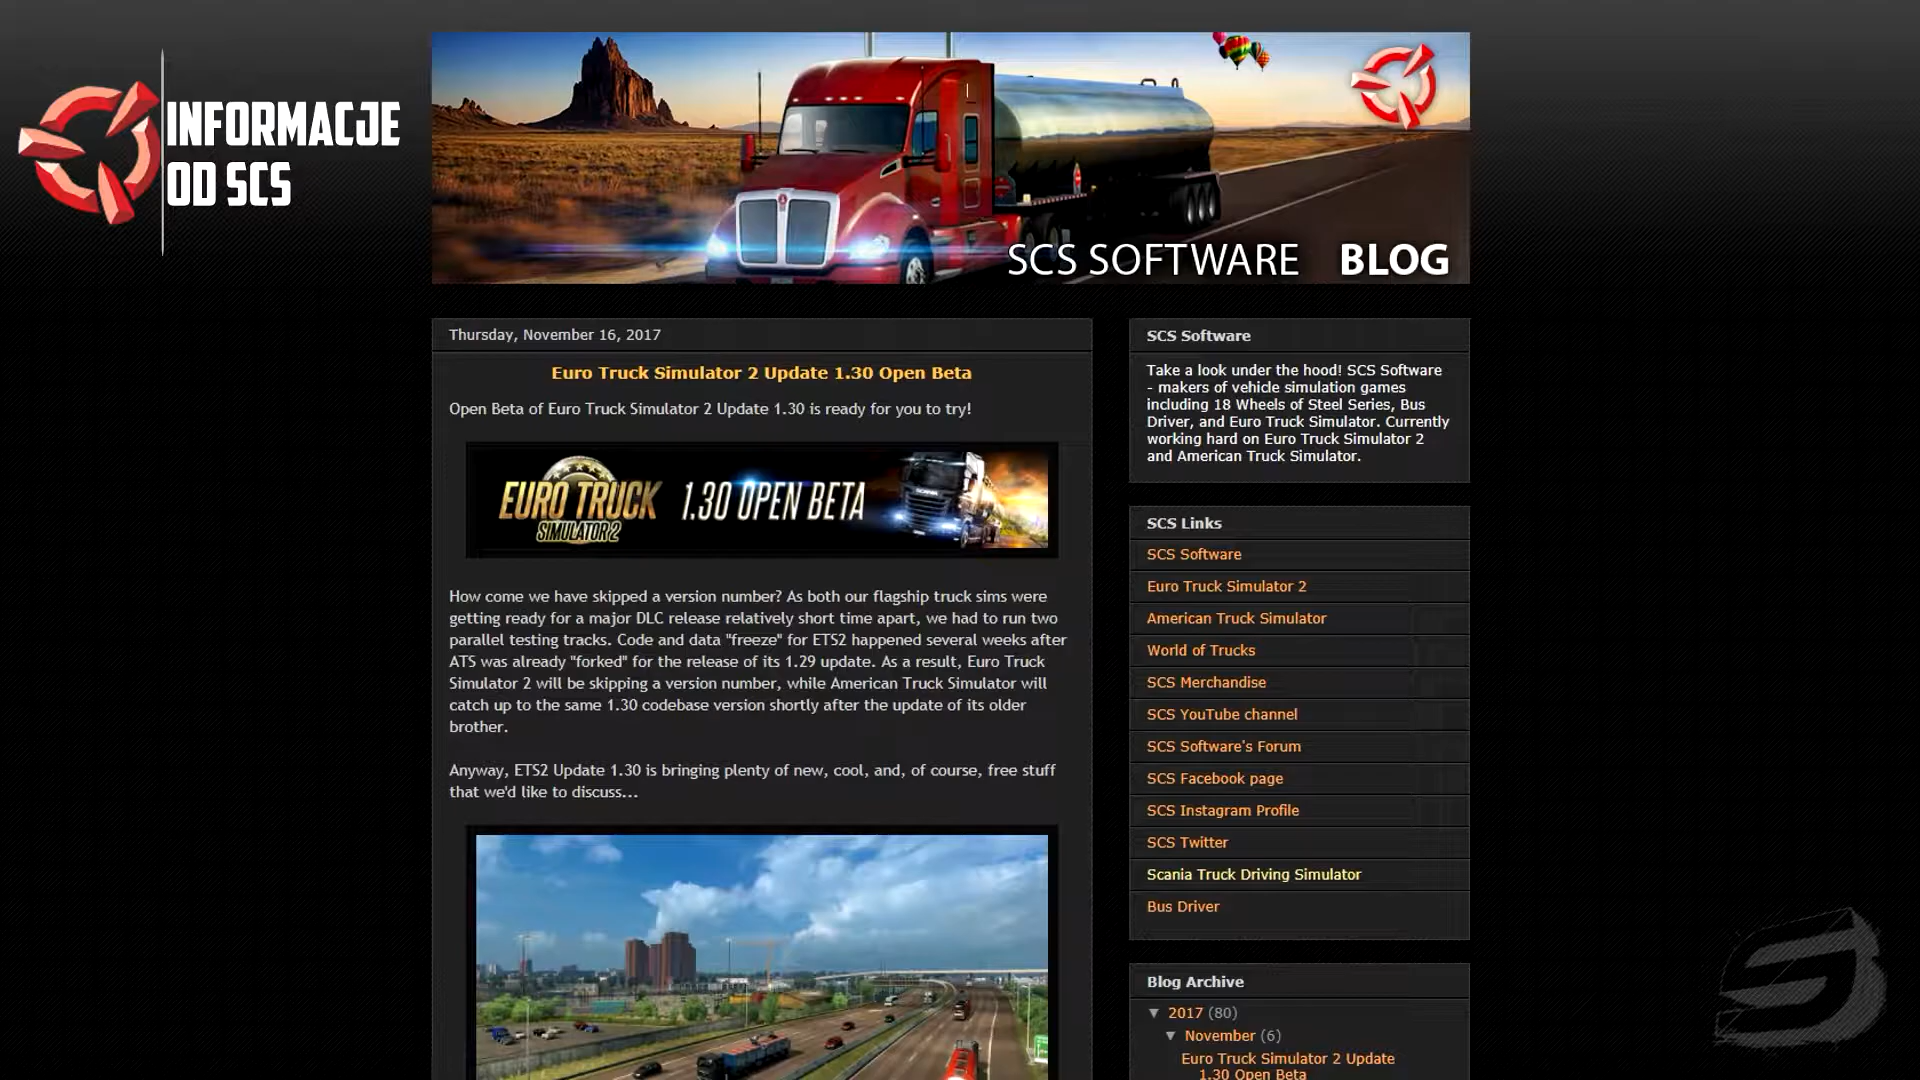 INFORMACJE
OD SCS
SCS SOFTWARE BLOG
Thursday, November 16, 2017
Euro Truck Simulator 2 Update 1.30 Open Beta
Open Beta of Euro Truck Simulator 2 Update 1.30 is ready for you to try!
EURO TRUCK
SIMULATOR 2
1.30 OPEN BETA
How come we have skipped a version number? As both our flagship truck sims were
getting ready for a major DLC release relatively short time apart, we had to run two
parallel testing tracks. Code and data "freeze" for ETS2 happened several weeks after
ATS was already "forked" for the release of its 1.29 update. As a result, Euro Truck
Simulator 2 will be skipping a version number, while American Truck Simulator will
catch up to the same 1.30 codebase version shortly after the update of its older
brother.
Anyway, ETS2 Update 1.30 is bringing plenty of new, cool, and, of course, free stuff
that we'd like to discuss...
SCS Software
Take a look under the hood! SCS Software
- makers of vehicle simulation games
including 18 Wheels of Steel Series, Bus
Driver, and Euro Truck Simulator. Currently
working hard on Euro Truck Simulator 2
and American Truck Simulator.
SCS Links
SCS Software
Euro Truck Simulator 2
American Truck Simulator
World of Trucks
SCS Merchandise
SCS YouTube channel
SCS Software's Forum
SCS Facebook page
SCS Instagram Profile
SCS Twitter
Scania Truck Driving Simulator
Bus Driver
Blog Archive
▼ 2017 (80)
▼ November (6)
Euro Truck Simulator 2 Update
1.30 Open Beta